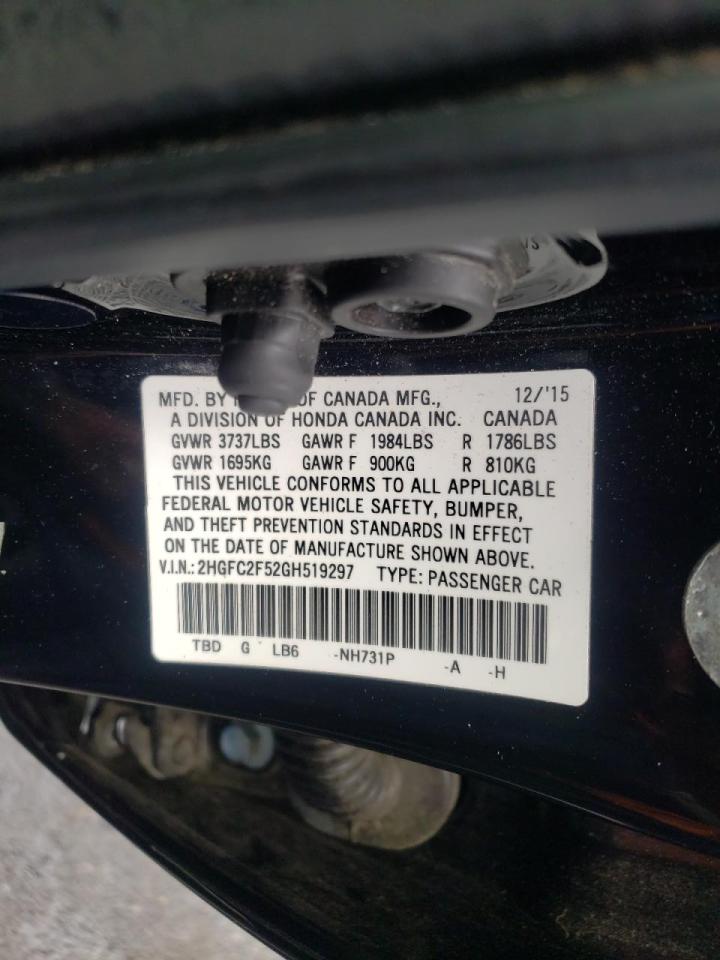 MFD. BY OF CANADA MFG., 12/'15
A DIVISION OF HONDA CANADA INC. CANADA
GVWR 3737LBS GAWR F 1984LBS R 1786LBS
GVWR 1695KG GAWR F 900KG R 810KG
THIS VEHICLE CONFORMS TO ALL APPLICABLE
FEDERAL MOTOR VEHICLE SAFETY, BUMPER,
AND THEFT PREVENTION STANDARDS IN EFFECT
ON THE DATE OF MANUFACTURE SHOWN ABOVE.
V.I.N.: 2HGFC2F52GH519297 TYPE: PASSENGER CAR
TBD G LB6 -NH731P -A -H